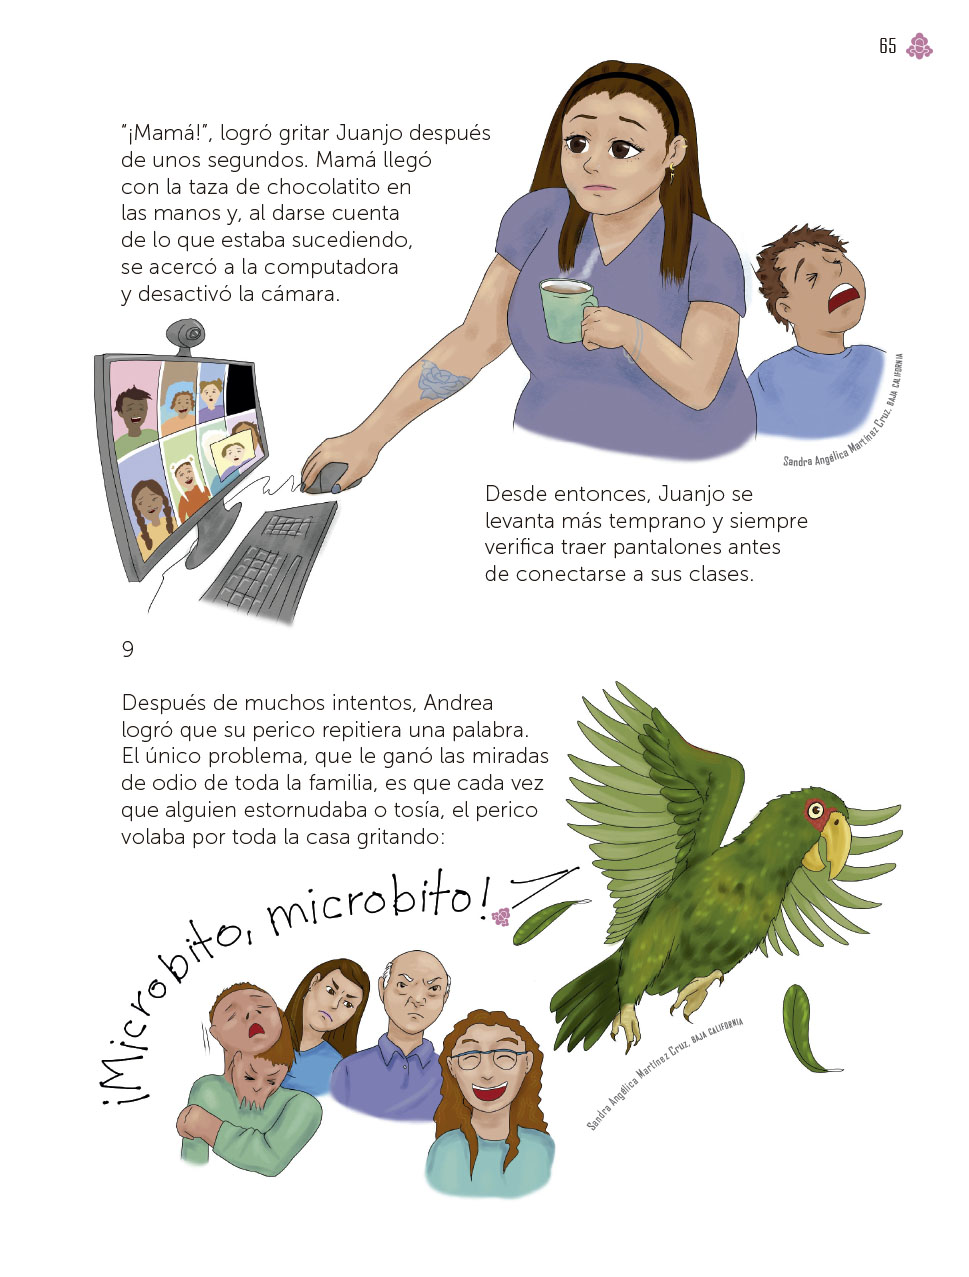 65
“¡Mamá!”, logró gritar Juanjo después
de unos segundos. Mamá llegó
con la taza de chocolatito en
las manos y, al darse cuenta
de lo que estaba sucediendo,
se acercó a la computadora
y desactivó la cámara.
Sandra Angélica Martínez Cruz, BAJA CALIFORNIA
Desde entonces, Juanjo se
levanta más temprano y siempre
verifica traer pantalones antes
de conectarse a sus clases.
9
Después de muchos intentos, Andrea
logró que su perico repitiera una palabra.
El único problema, que le ganó las miradas
de odio de toda la familia, es que cada vez
que alguien estornudaba o tosía, el perico
volaba por toda la casa gritando:
¡Microbito, microbito!
Sandra Angélica Martínez Cruz, BAJA CALIFORNIA